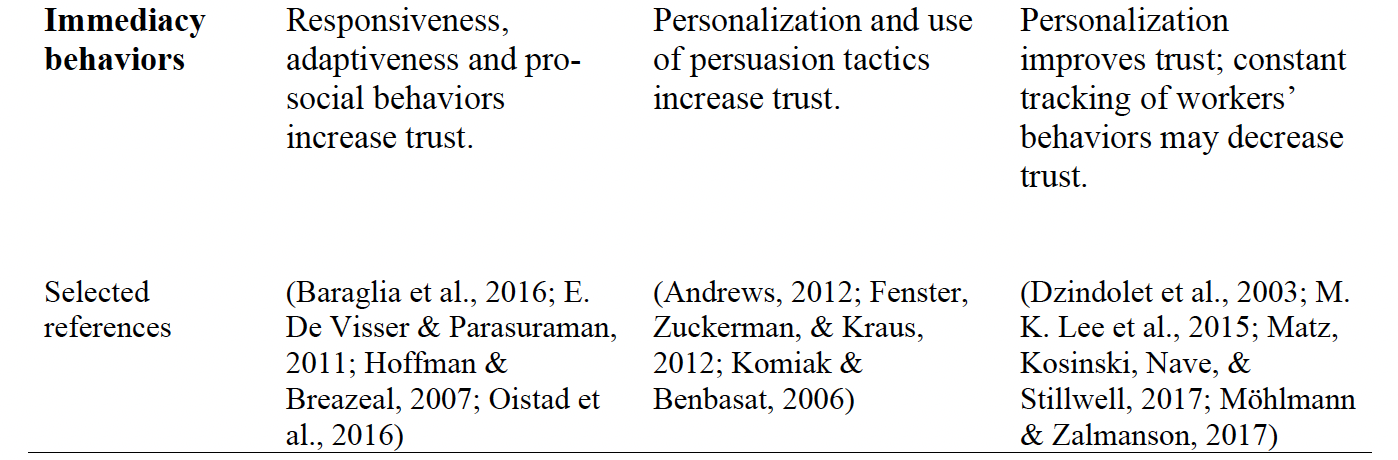 Immediacy
behaviors
Responsiveness,
adaptiveness and pro-
social behaviors
increase trust.
Personalization and use
of persuasion tactics
increase trust.
Personalization
improves trust; constant
tracking of workers’
behaviors may decrease
trust.
Selected
references
(Baraglia et al., 2016; E.
De Visser & Parasuraman,
2011; Hoffman &
Breazeal, 2007; Oistad et
al., 2016)
(Andrews, 2012; Fenster,
Zuckerman, & Kraus,
2012; Komiak &
Benbasat, 2006)
(Dzindolet et al., 2003; M.
K. Lee et al., 2015; Matz,
Kosinski, Nave, &
Stillwell, 2017; Möhlmann
& Zalmanson, 2017)